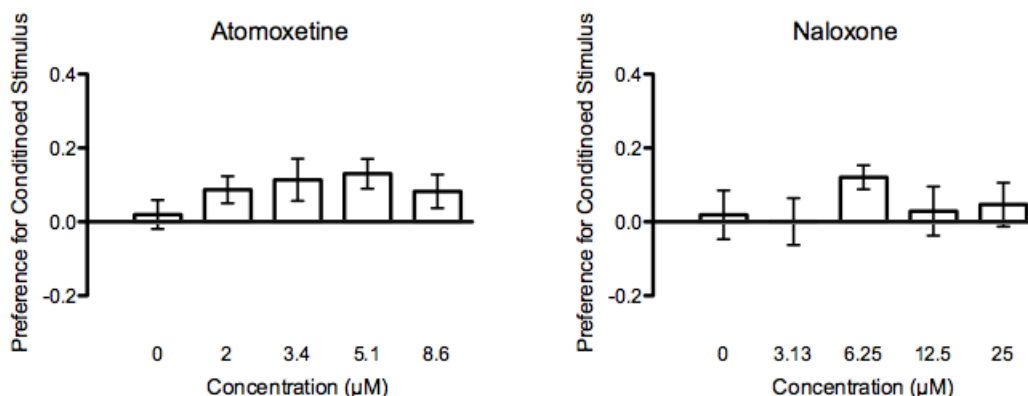 Atomoxetine
Preference for Conditinoed Stimulus
0.4
0.2
0.0
-0.2
0 2 3.4 5.1 8.6
Concentration (μM)
Naloxone
Preference for Conditinoed Stimulus
0.4
0.2
0.0
-0.2
0 3.13 6.25 12.5 25
Concentration (μM)